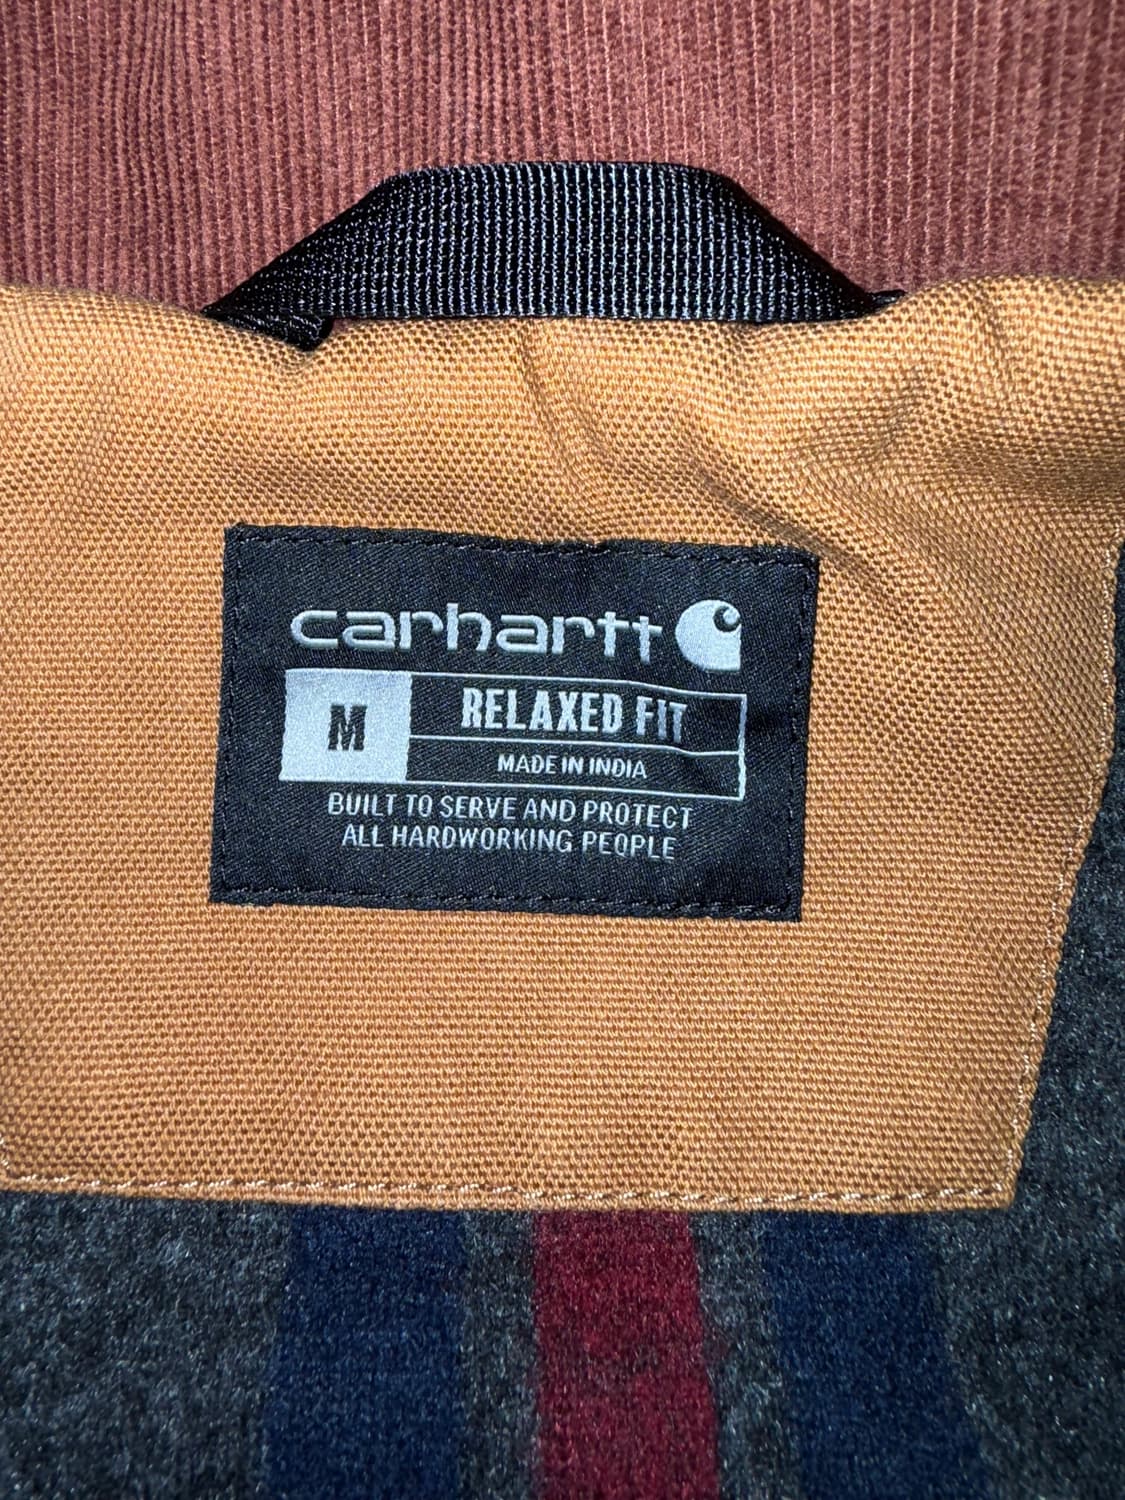 carhartt
M
RELAXED FIT
MADE IN INDIA
BUILT TO SERVE AND PROTECT
ALL HARDWORKING PEOPLE